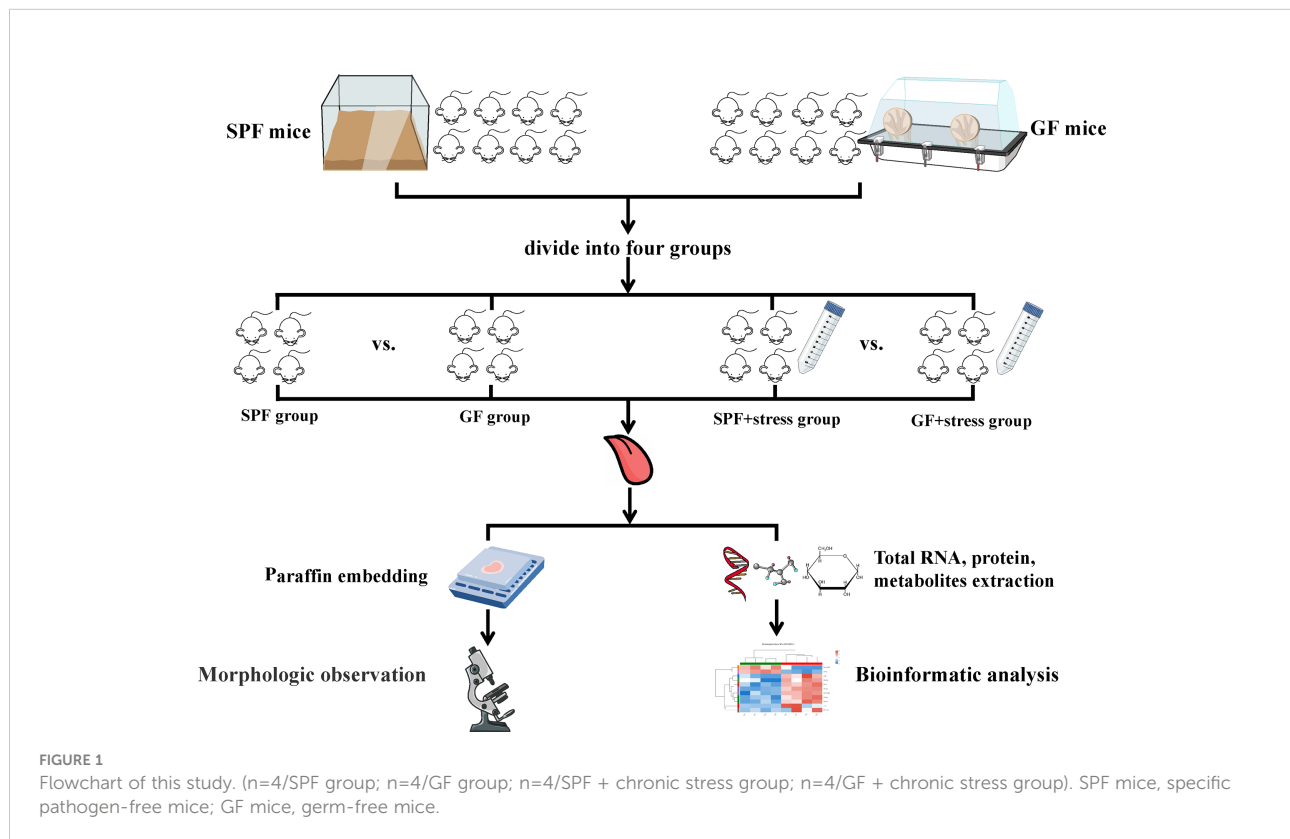 SPF mice
GF mice
divide into four groups
vs.
vs.
SPF group
GF group
SPF+stress group
GF+stress group
Paraffin embedding
CH₂OH
Total RNA, protein,
metabolites extraction
Morphologic observation
Bioinformatic analysis
FIGURE 1
Flowchart of this study. (n=4/SPF group; n=4/GF group; n=4/SPF + chronic stress group; n=4/GF + chronic stress group). SPF mice, specific
pathogen-free mice; GF mice, germ-free mice.